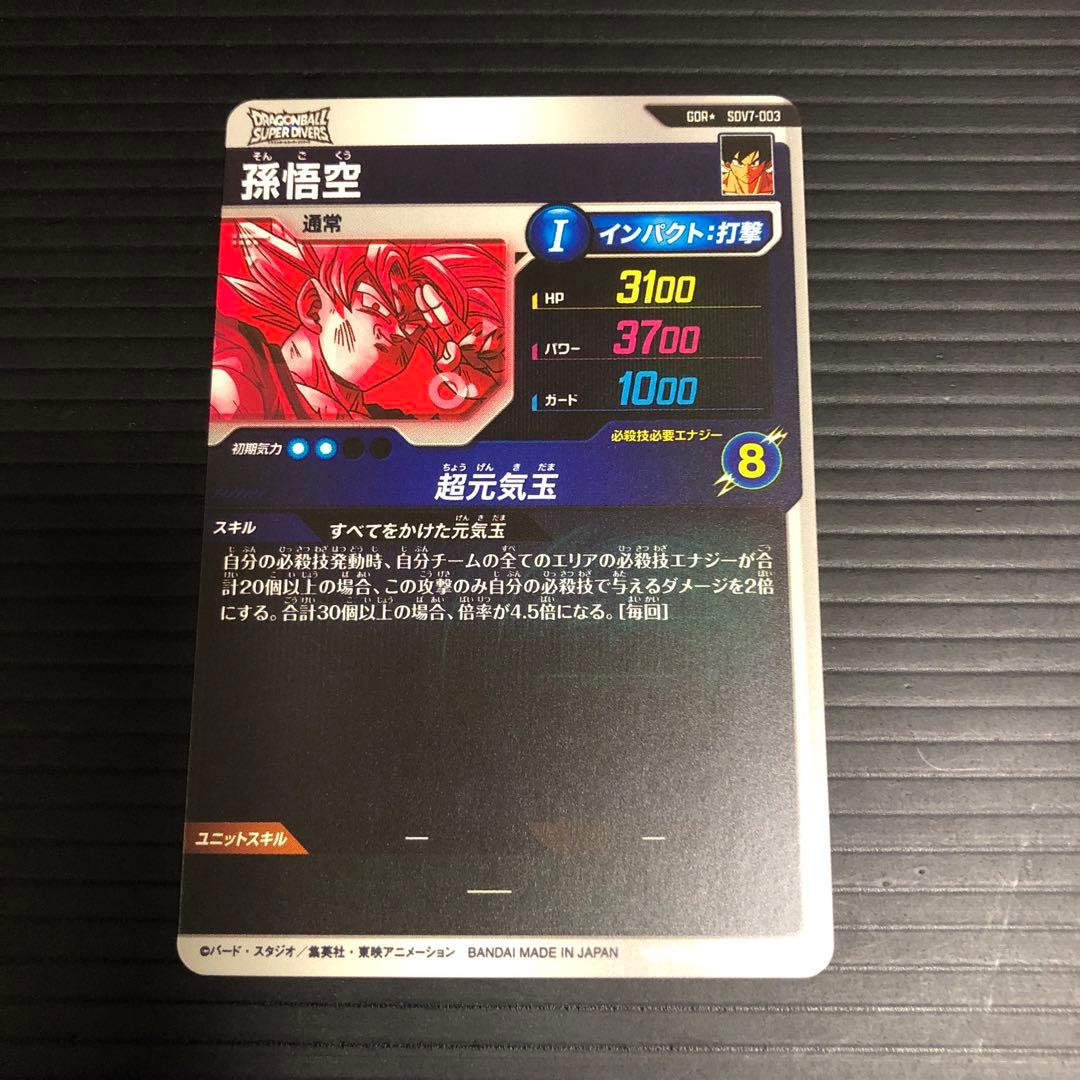 DRAGONBALL
SUPER DIVERS
GDR★ SDV7-003
そん ご くう
孫悟空
通常
I インパクト:打撃
HP 3100
パワー 3700
ガード 1000
初期気力
必殺技必要エナジー
8
ちょう げん き だま
超元気玉
スキル すべてをかけた元気玉
自分の必殺技発動時、自分チームの全てのエリアの必殺技エナジーが合
計20個以上の場合、この攻撃のみ自分の必殺技で与えるダメージを2倍
にする。合計30個以上の場合、倍率が4.5倍になる。[毎回]
ユニットスキル — —
—
©バード・スタジオ/集英社・東映アニメーション BANDAI MADE IN JAPAN